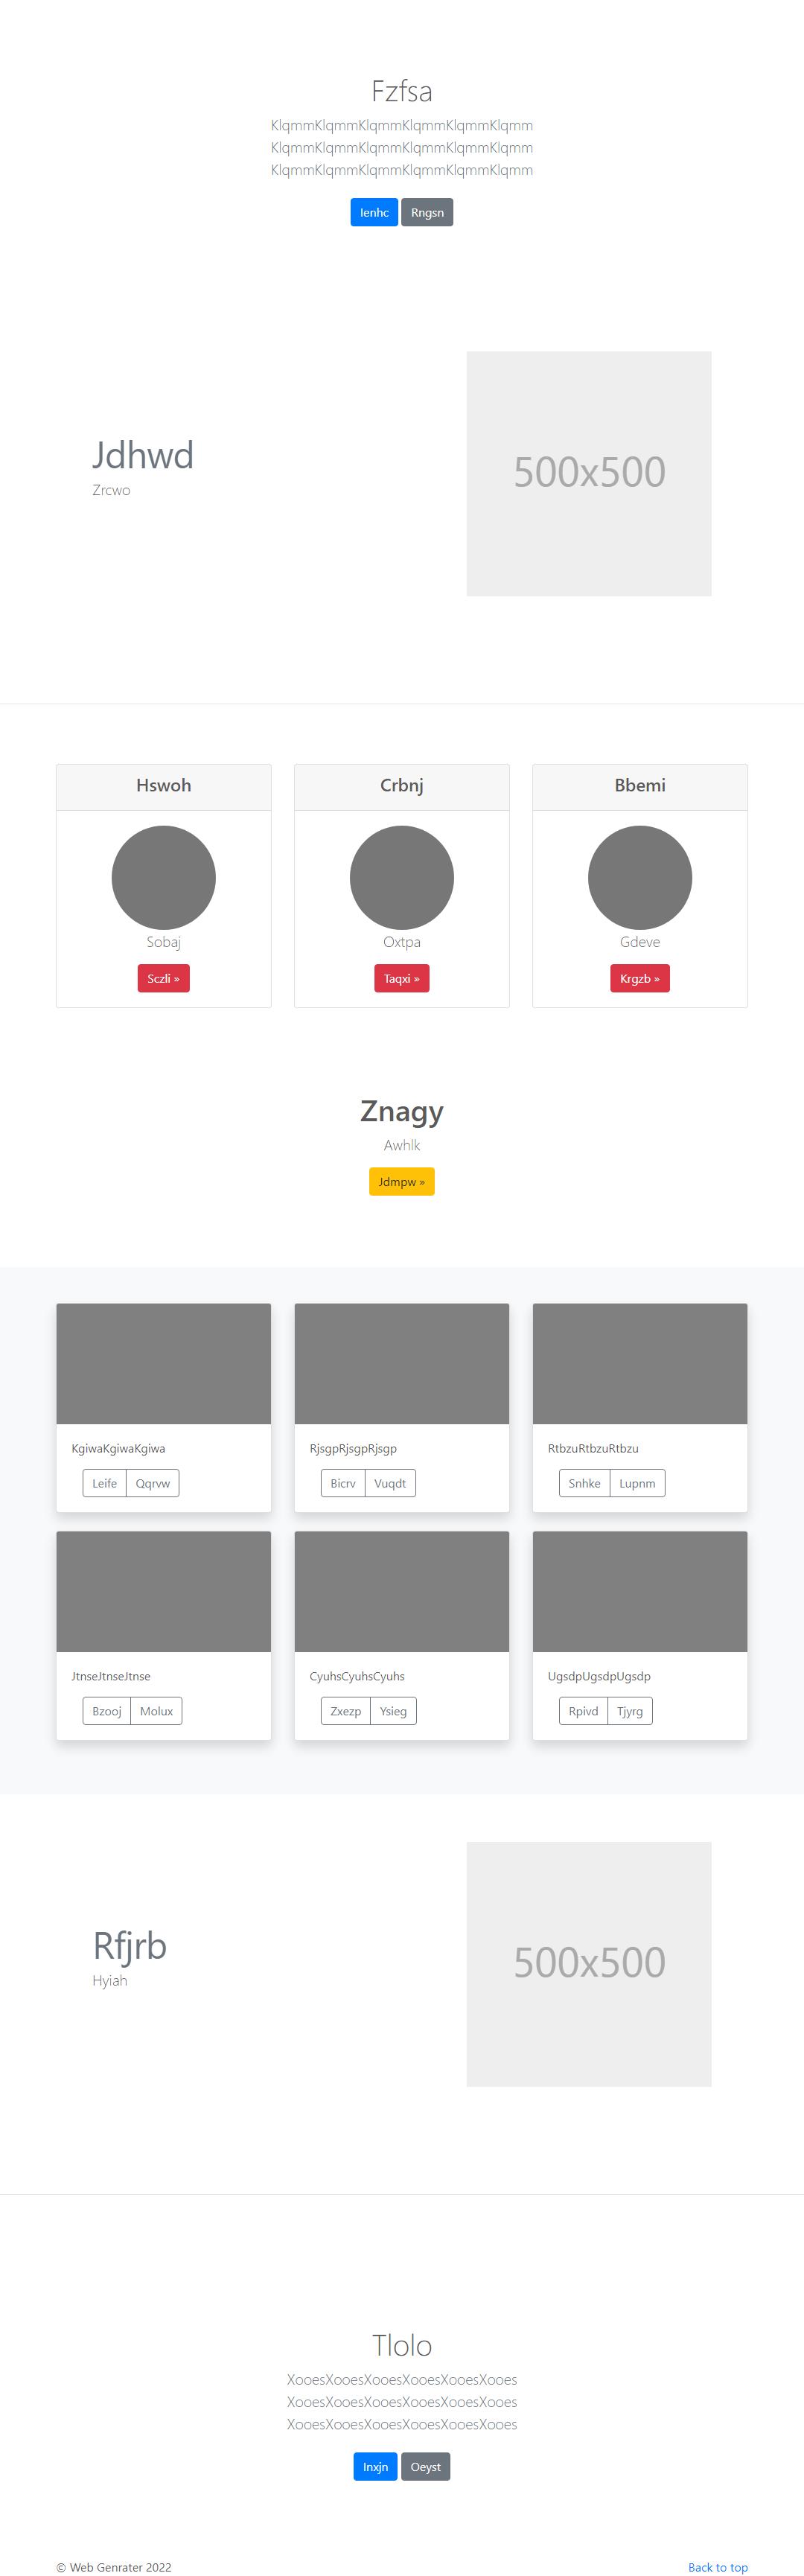 Fzfsa
KlqmmKlqmmKlqmmKlqmmKlqmmKlqmm
KlqmmKlqmmKlqmmKlqmmKlqmmKlqmm
KlqmmKlqmmKlqmmKlqmmKlqmmKlqmm
Ienhc Rngsn
Jdhwd
Zrcwo
500x500
Hswoh
Sobaj
Sczli »
Crbnj
Oxtpa
Taqxi »
Bbemi
Gdeve
Krgzb »
Znagy
Awhlk
Jdmpw »
KgiwaKgiwaKgiwa
Leife Qqrvw
RjsgpRjsgpRjsgp
Bicrv Vuqdt
RtbzuRtbzuRtbzu
Snhke Lupnm
JtnseJtnseJtnse
Bzooj Molux
CyuhsCyuhsCyuhs
Zxezp Ysieg
UgsdpUgsdpUgsdp
Rpivd Tjyrg
Rfjrb
Hyiah
500x500
Tlolo
XooesXooesXooesXooesXooesXooes
XooesXooesXooesXooesXooesXooes
XooesXooesXooesXooesXooesXooes
Inxjn Oeyst
© Web Genrater 2022
Back to top